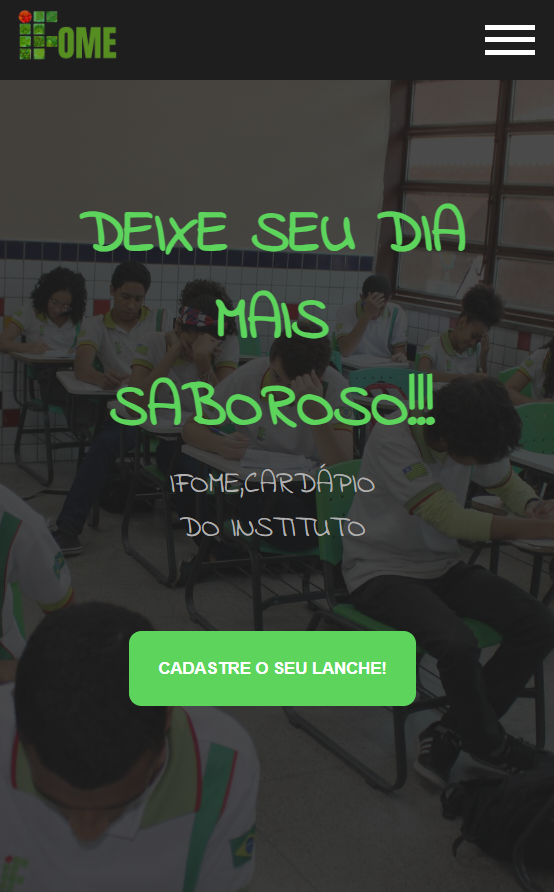 iFOME
DEIXE SEU DIA
MAIS
SABOROSO!!!
IFOME,CARDÁPIO
DO INSTITUTO
CADASTRE O SEU LANCHE!